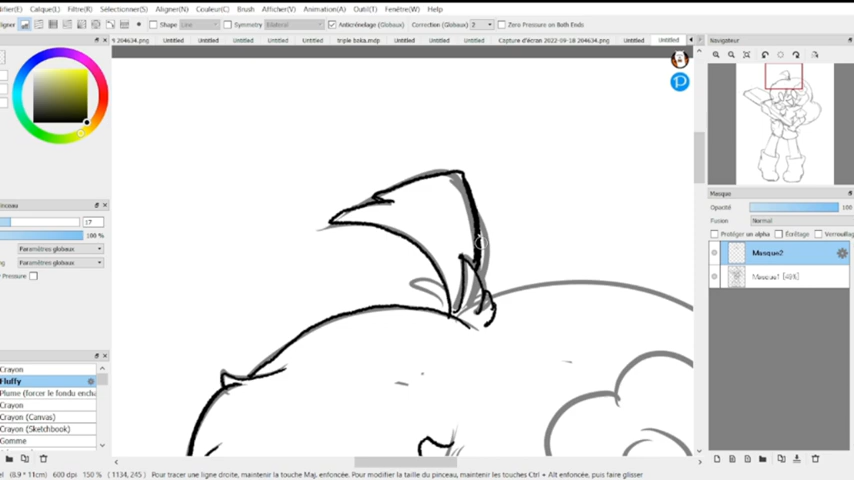 difier(E) Calque(L) Filtre(R) Sélectionner(S) Aligner(N) Couleur(C) Brush Afficher(V) Animation(A) Outil(T) Fenêtre(W) Help
ligner Shape Line Symmetry Bilateral Anticrénelage (Globaux) Correction (Globaux) 2 Zero Pressure on Both Ends
204634.png Untitled Untitled Untitled Untitled triple baka.mdp Untitled Untitled Untitled Capture d'écran 2022-09-18 204634.png Untitled Untitled
Navigateur
17
100 %
Paramètres globaux
Paramètres globaux
Pressure
Masque
Opacité 100
Fusion Normal
Protéger un alpha Écrêtage Verrouillage
Masque2
Masque1 [49%]
Crayon
Fluffy
Plume (forcer le fondu encha
Crayon
Crayon (Canvas)
Crayon (Sketchbook)
Gomme
el (8.9 * 11cm) 600 dpi 150 % ( 1134, 245 ) Pour tracer une ligne droite, maintenir la touche Maj. enfoncée. Pour modifier la taille du pinceau, maintenir les touches Ctrl + Alt enfoncée, puis faire glisser